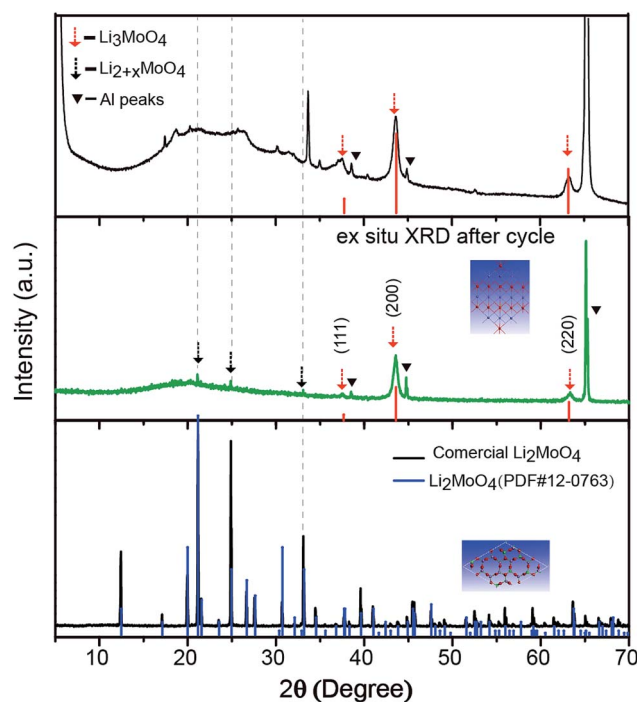 Li3MoO4
Li2+xMoO4
Al peaks
ex situ XRD after cycle
(111)
(200)
(220)
Comercial Li2MoO4
Li2MoO4(PDF#12-0763)
Intensity (a.u.)
10 20 30 40 50 60 70
2θ (Degree)